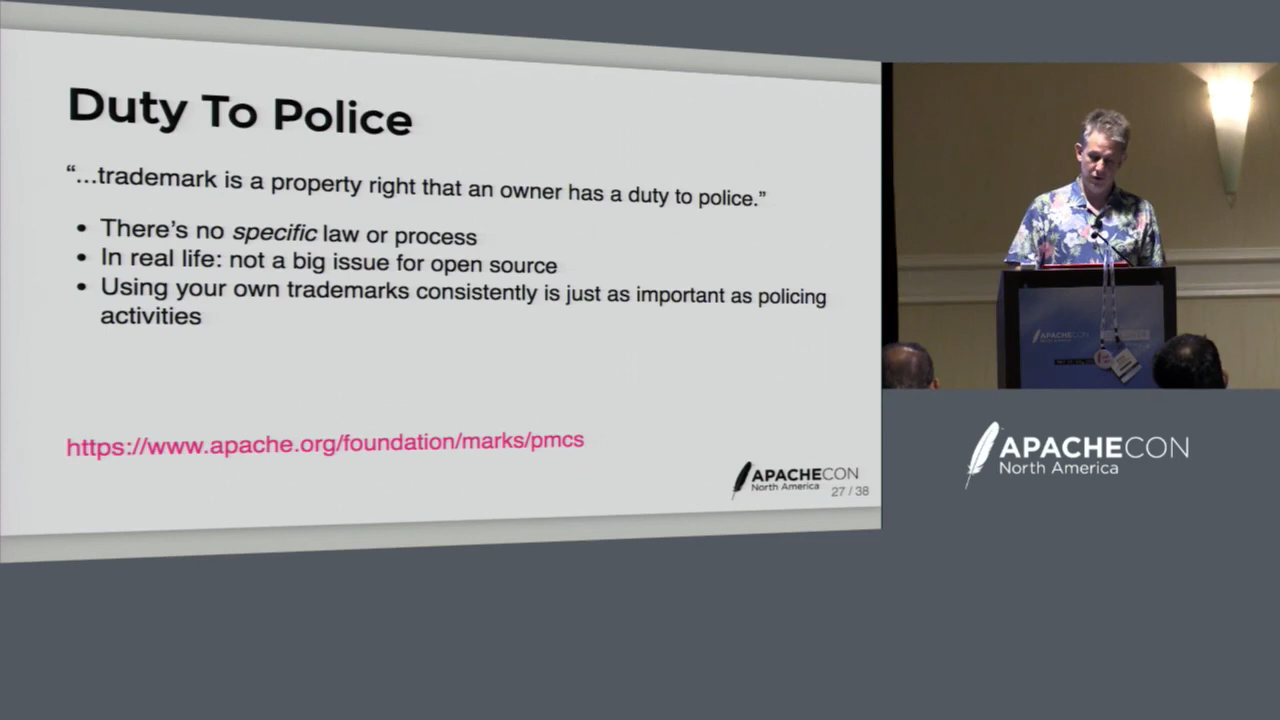 Duty To Police
“...trademark is a property right that an owner has a duty to police.”
• There’s no specific law or process
• In real life: not a big issue for open source
• Using your own trademarks consistently is just as important as policing
activities
https://www.apache.org/foundation/marks/pmcs
APACHECON
North America
27 / 38
APACHECON
APACHECON
North America